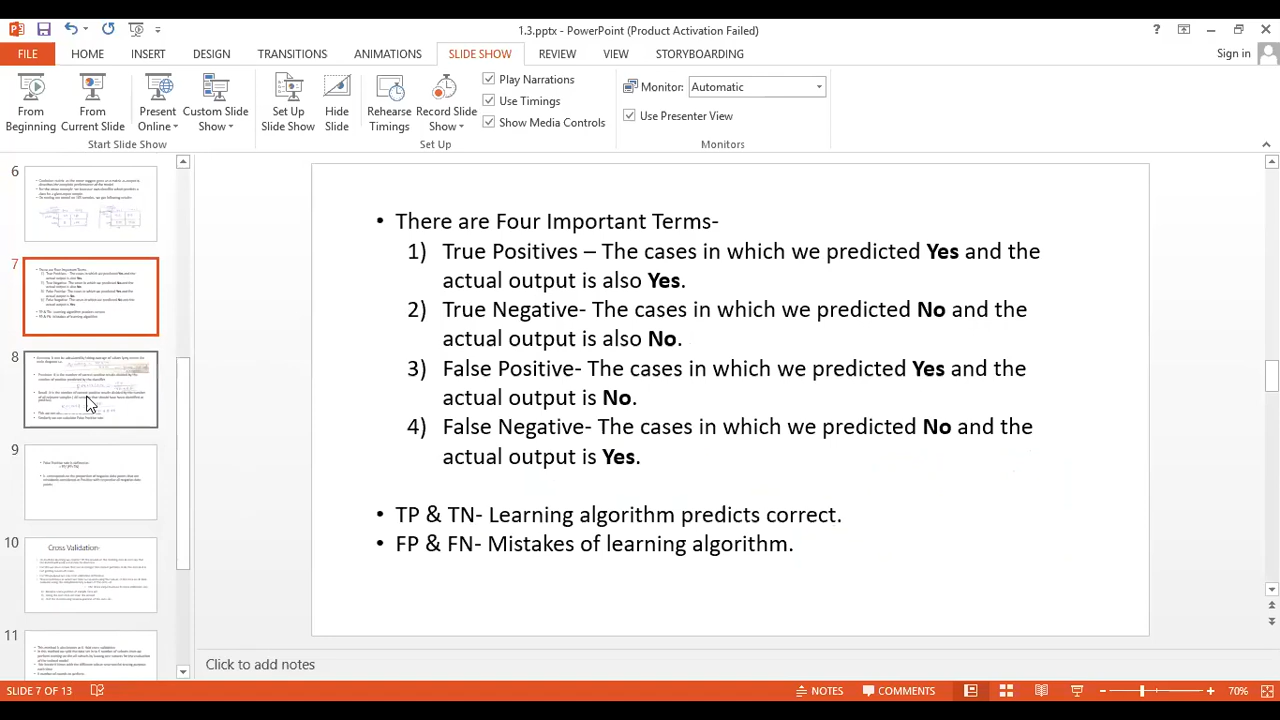 1.3.pptx - PowerPoint (Product Activation Failed)
Sign in
FILE HOME INSERT DESIGN TRANSITIONS ANIMATIONS SLIDE SHOW REVIEW VIEW STORYBOARDING
From Beginning
From Current Slide
Present Online
Custom Slide Show
Start Slide Show
Set Up Slide Show
Hide Slide
Rehearse Timings
Record Slide Show
Play Narrations
Use Timings
Show Media Controls
Set Up
Monitor: Automatic
Use Presenter View
Monitors
6
7
8
9
10
Cross Validation-
11
• There are Four Important Terms-
1) True Positives – The cases in which we predicted Yes and the
actual output is also Yes.
2) True Negative- The cases in which we predicted No and the
actual output is also No.
3) False Positive- The cases in which we predicted Yes and the
actual output is No.
4) False Negative- The cases in which we predicted No and the
actual output is Yes.
• TP & TN- Learning algorithm predicts correct.
• FP & FN- Mistakes of learning algorithm.
Click to add notes
SLIDE 7 OF 13
NOTES COMMENTS 70%